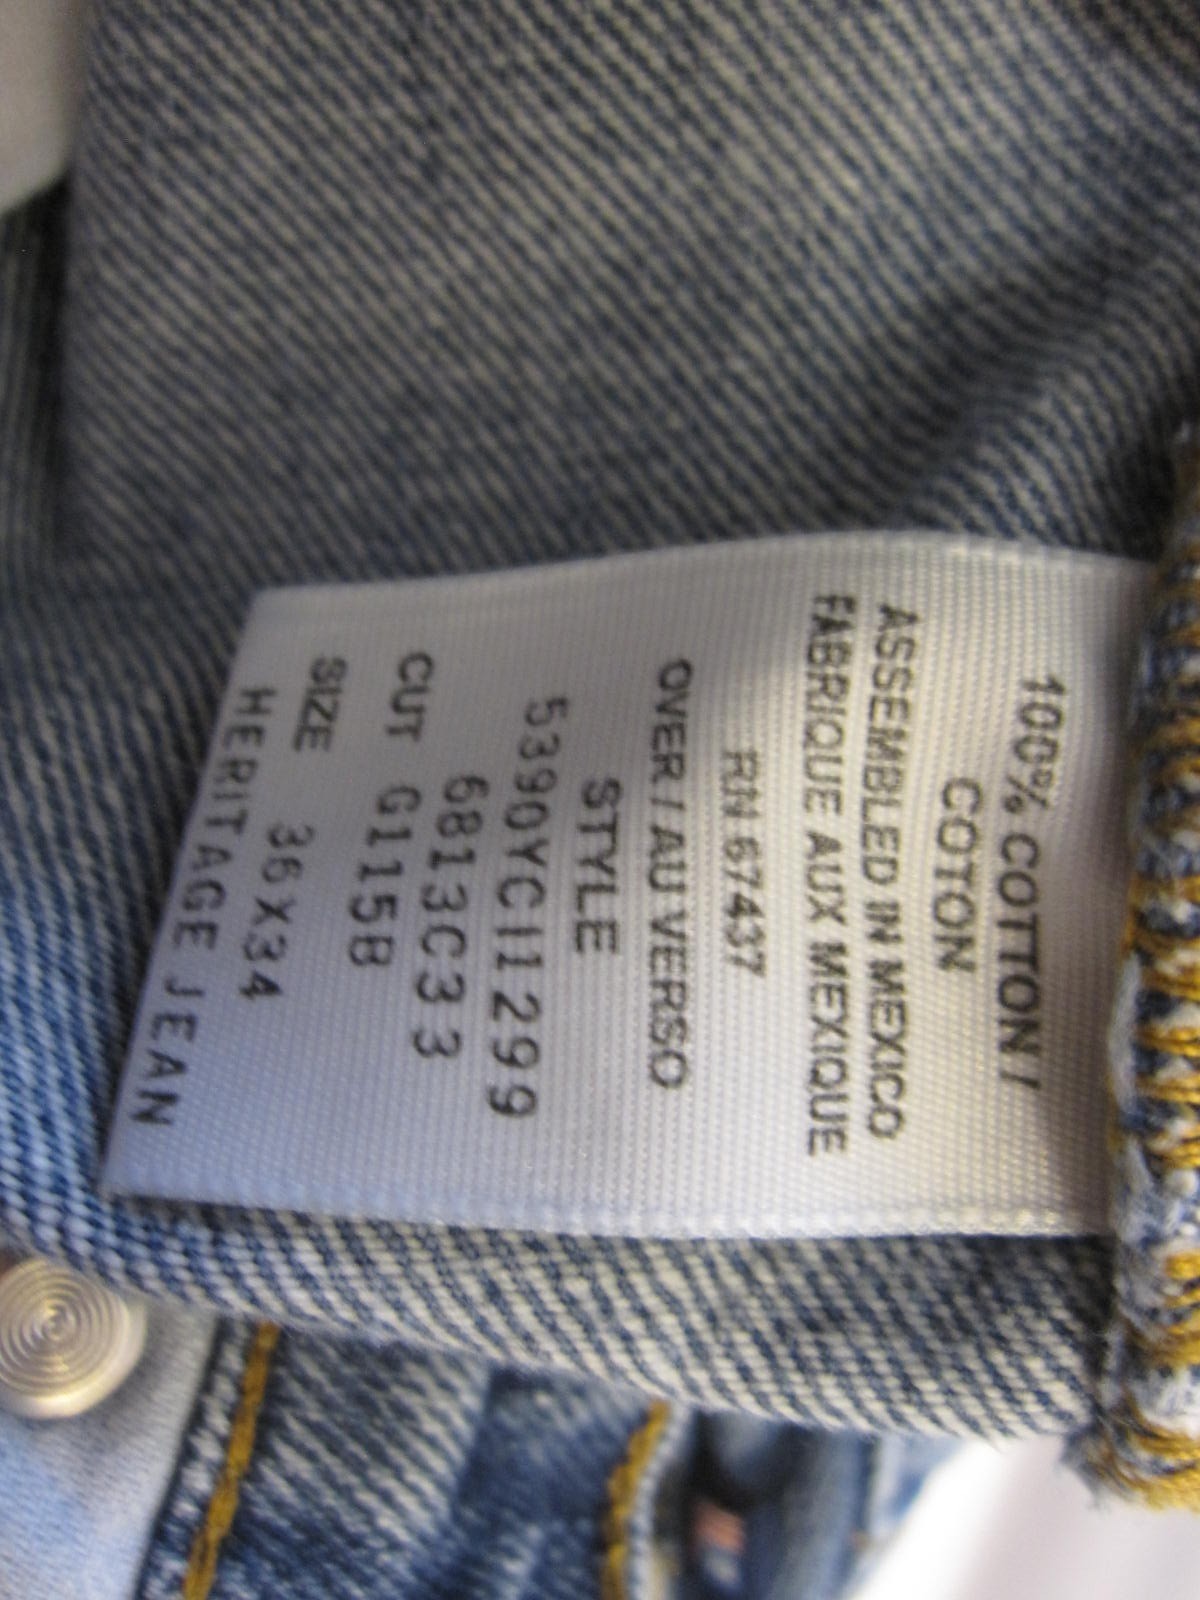 100% COTTON /
COTON
ASSEMBLED IN MEXICO
FABRIQUE AUX MEXIQUE
RN 67437
OVER / AU VERSO
STYLE
5390YCI1299
6813C33
CUT G115B
SIZE 36X34
HERITAGE JEAN